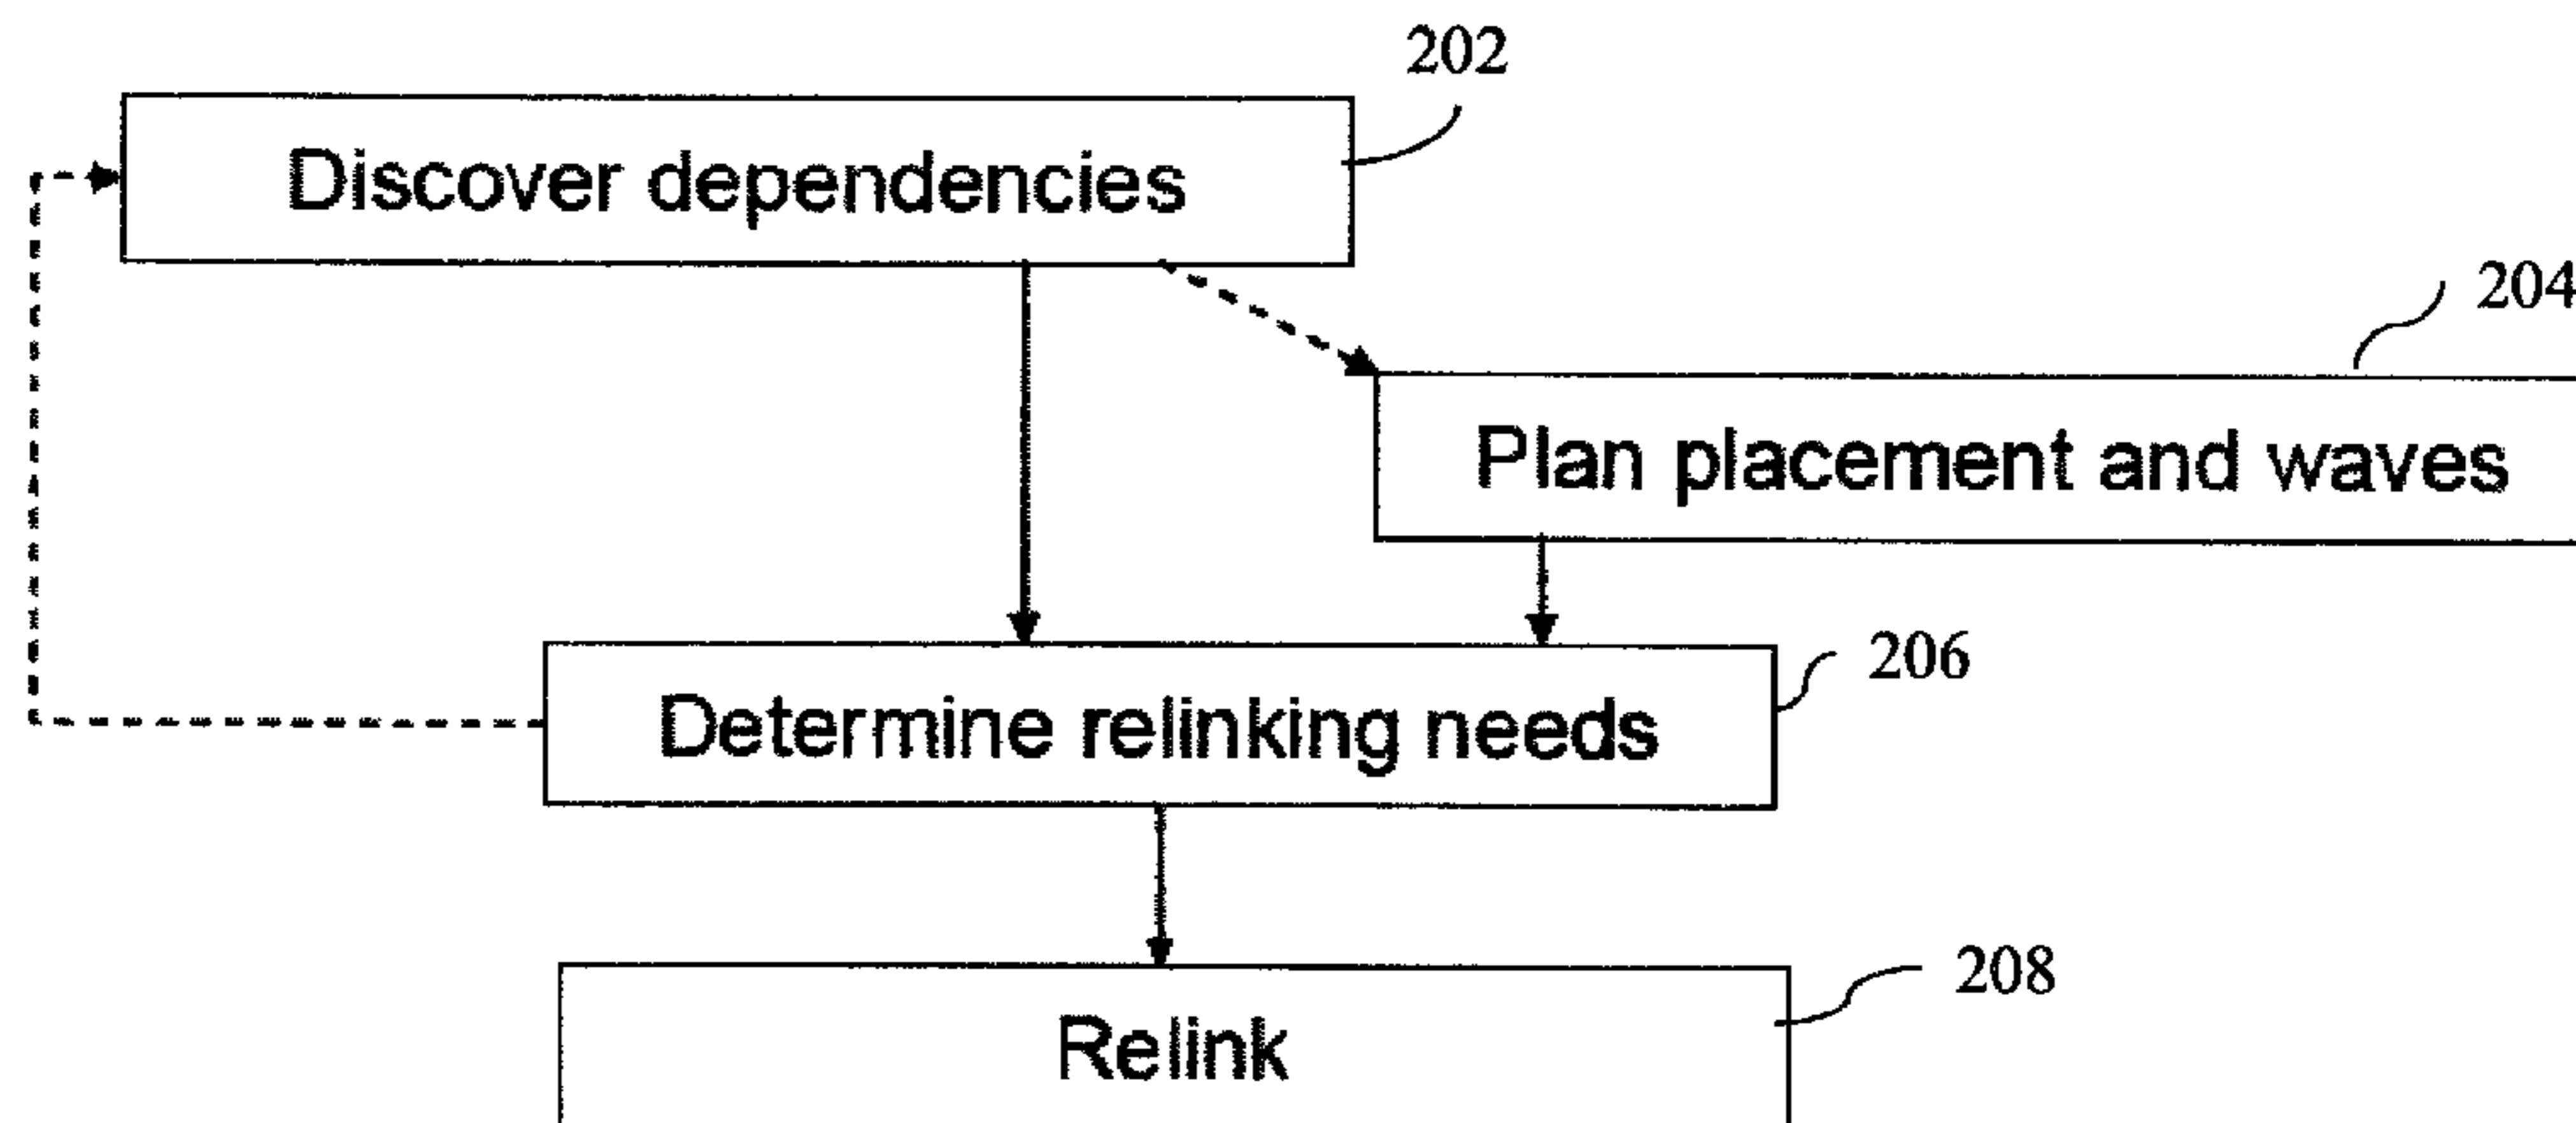 202
Discover dependencies
204
Plan placement and waves
206
Determine relinking needs
208
Relink